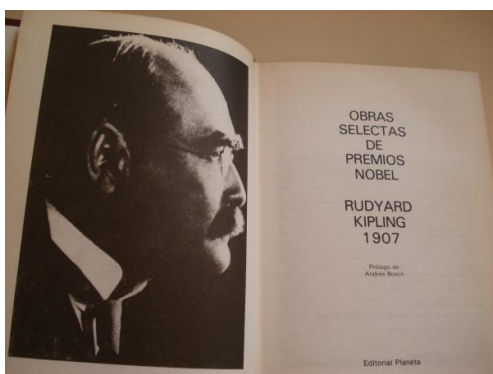 OBRAS
SELECTAS
DE
PREMIOS
NOBEL
RUDYARD
KIPLING
1907
Prólogo de
Andrés Bosch
Editorial Planeta